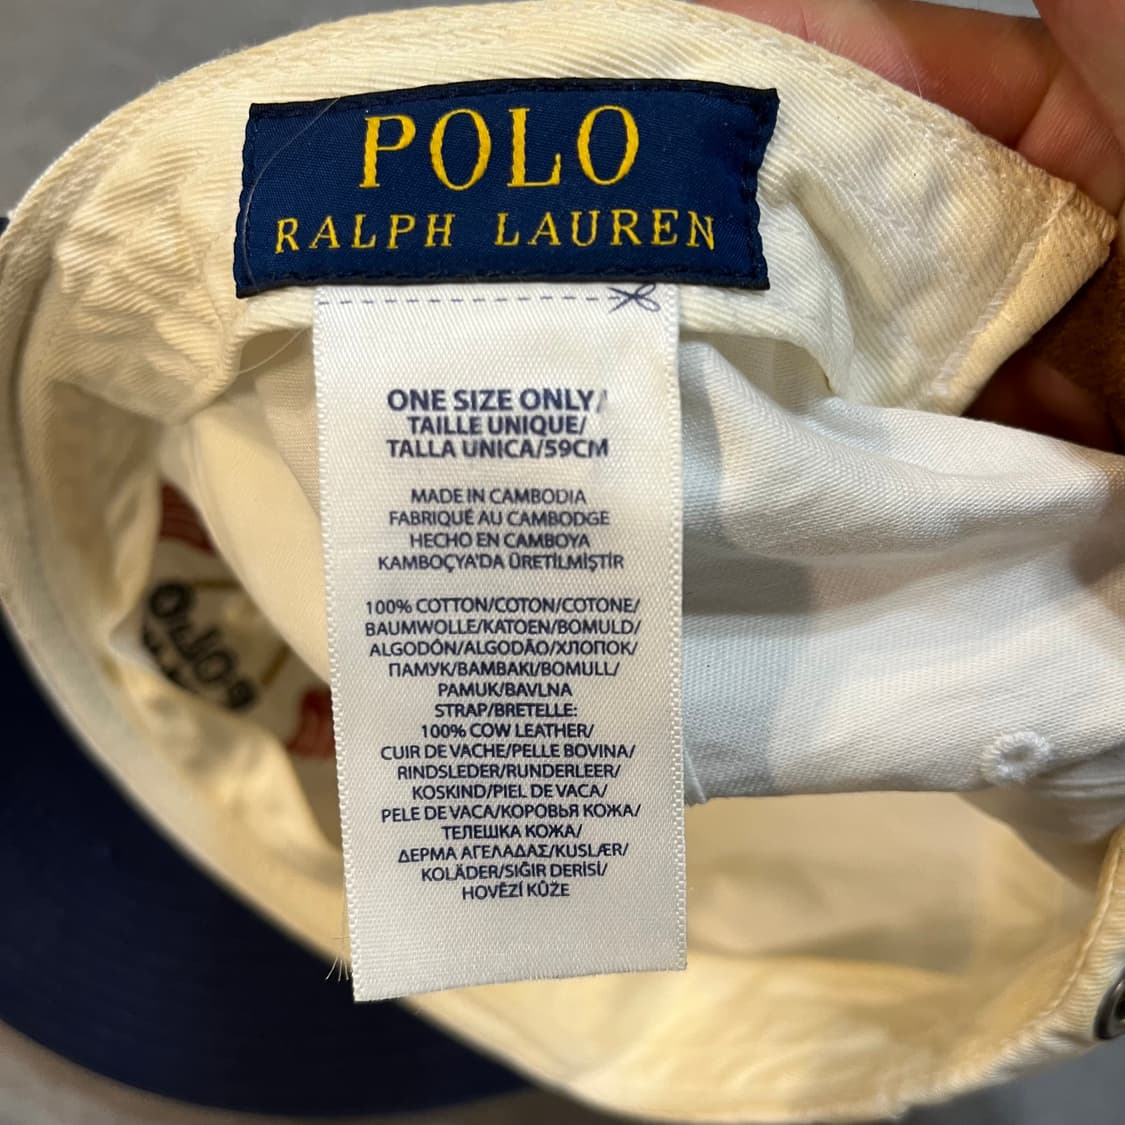 POLO
RALPH LAUREN
ONE SIZE ONLY/
TAILLE UNIQUE/
TALLA UNICA/59CM
MADE IN CAMBODIA
FABRIQUÉ AU CAMBODGE
HECHO EN CAMBOYA
KAMBOÇYA'DA ÜRETİLMİŞTİR
100% COTTON/COTON/COTONE/
BAUMWOLLE/KATOEN/BOMULD/
ALGODÓN/ALGODÃO/ХЛОПОК/
ПАМУК/BAMBAKI/BOMULL/
PAMUK/BAVLNA
STRAP/BRETELLE:
100% COW LEATHER/
CUIR DE VACHE/PELLE BOVINA/
RINDSLEDER/RUNDERLEER/
KOSKIND/PIEL DE VACA/
PELE DE VACA/КОРОВЬЯ КОЖА/
ТЕЛЕШКА КОЖА/
ΔΕΡΜΑ ΑΓΕΛΑΔΑΣ/KUSLÆR/
KOLÄDER/SIĞIR DERİSİ/
HOVĚZÍ KŮŽE